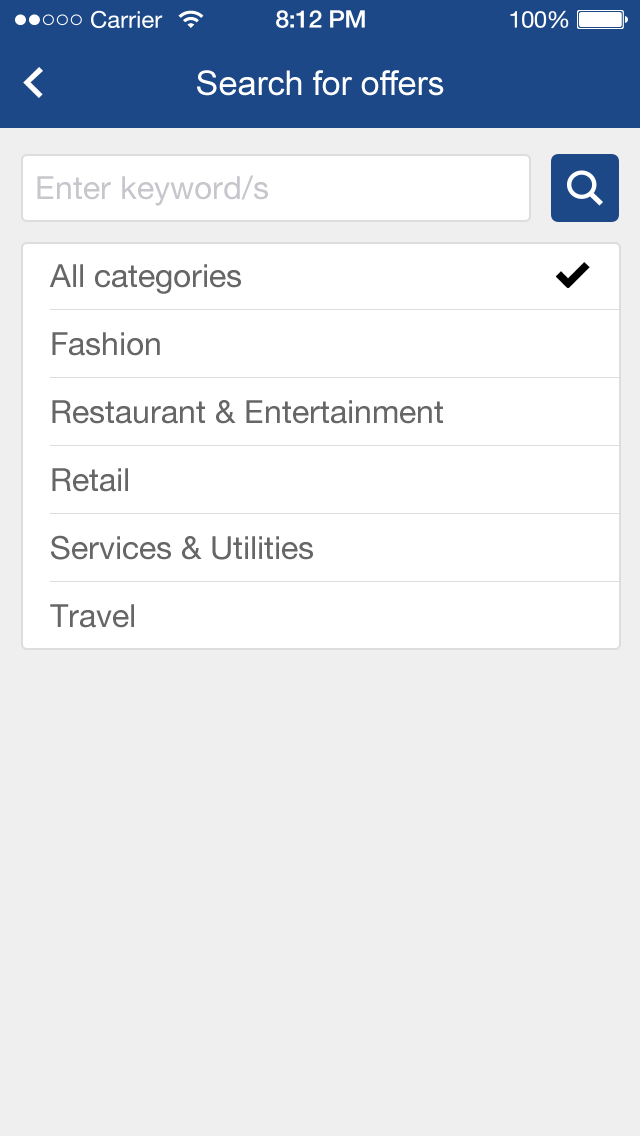 Carrier 8:12 PM 100%
Search for offers
Enter keyword/s
All categories
Fashion
Restaurant & Entertainment
Retail
Services & Utilities
Travel